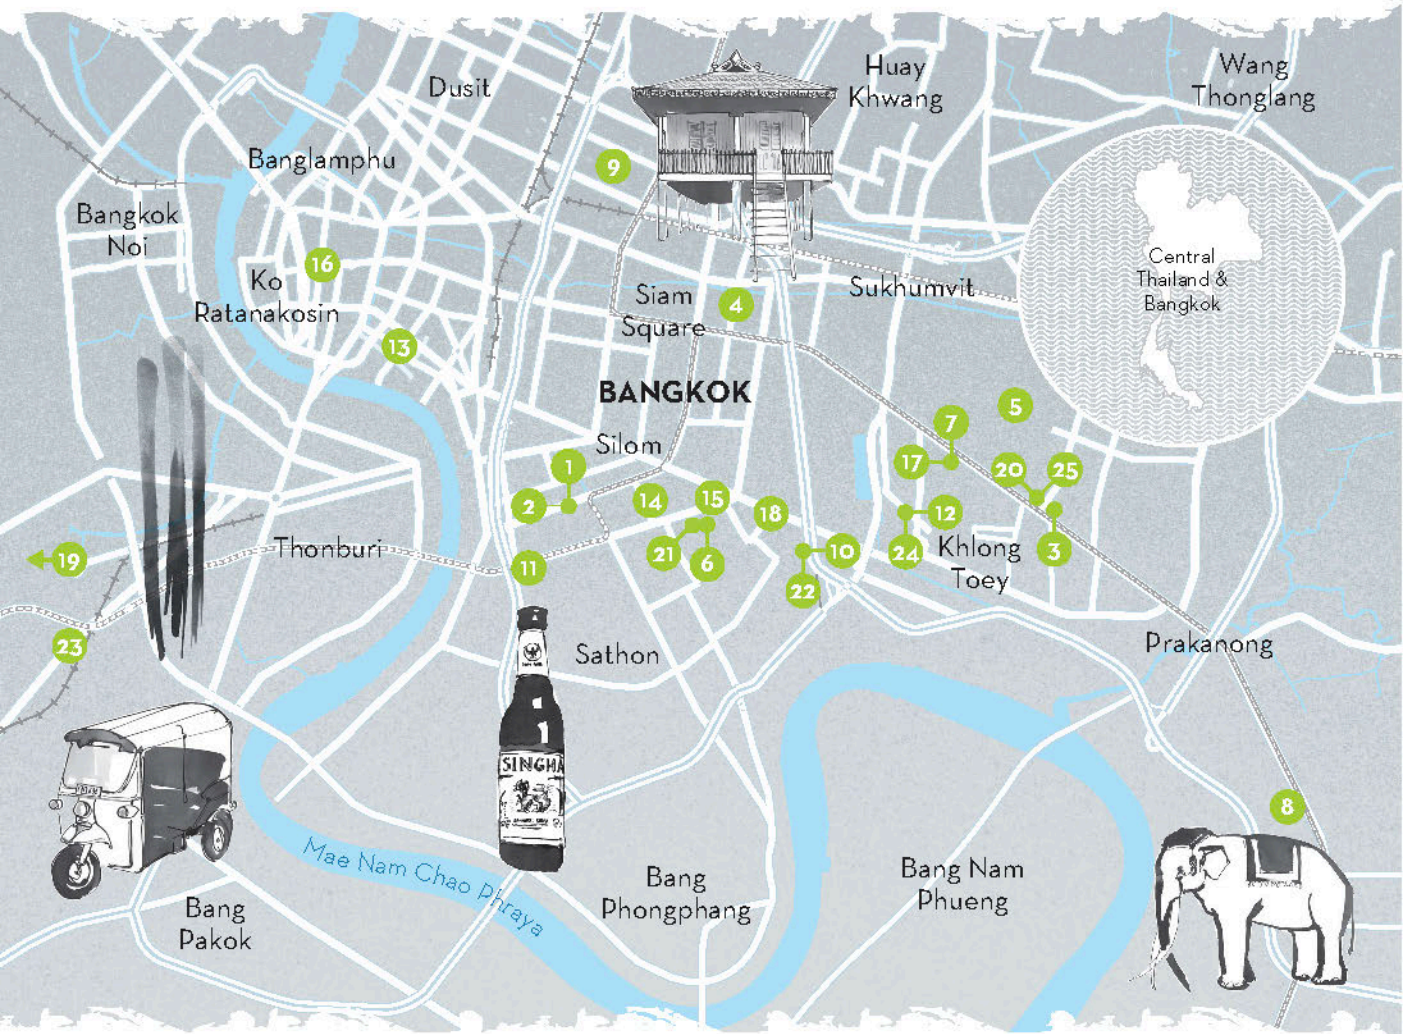 Dusit
Huay
Khwang
Wang
Thonglang
Banglamphu
9
Bangkok
Noi
16
Ko
Ratanakosin
Siam
Square
4
Sukhumvit
Central
Thailand &
Bangkok
13
BANGKOK
5
7
Silom
1
17
20
25
2
14
15
18
12
19
Thonburi
11
21
6
10
24
Khlong
Toey
3
22
23
Sathon
Prakanong
SINGHA
8
Mae Nam Chao Phraya
Bang
Phongphang
Bang Nam
Phueng
Bang
Pakok